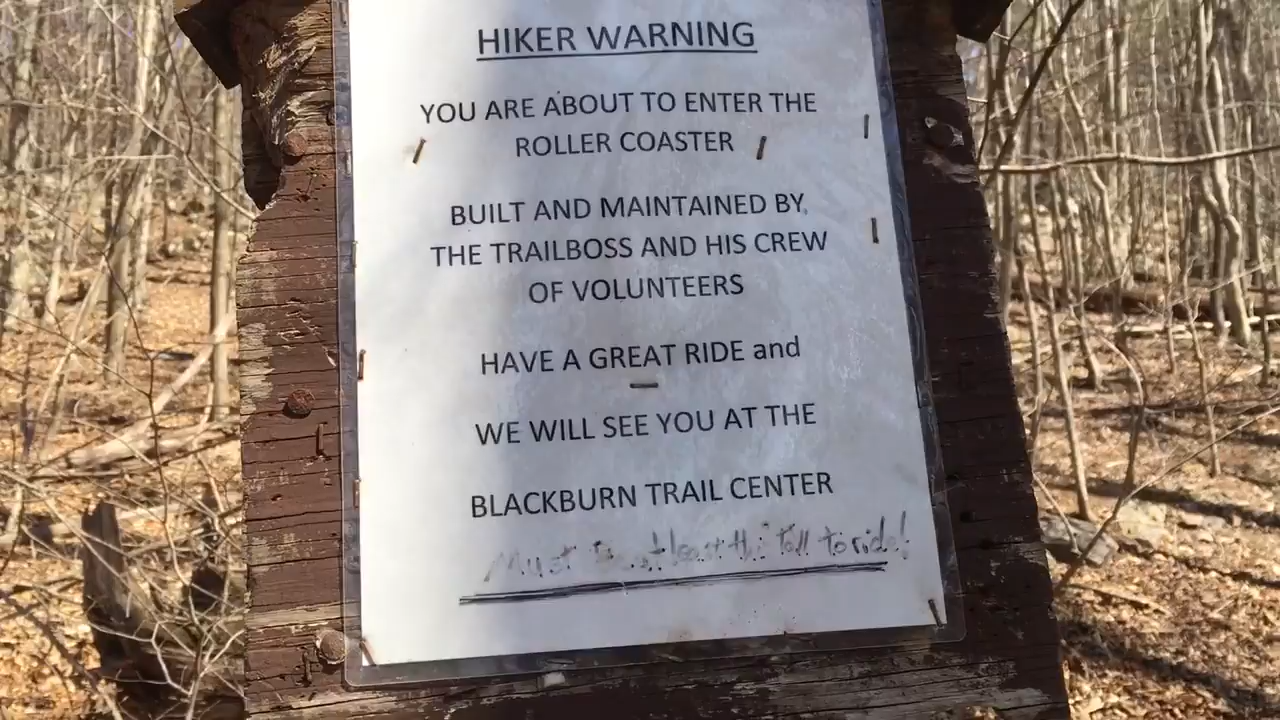 HIKER WARNING
YOU ARE ABOUT TO ENTER THE
ROLLER COASTER
BUILT AND MAINTAINED BY
THE TRAILBOSS AND HIS CREW
OF VOLUNTEERS
HAVE A GREAT RIDE and
WE WILL SEE YOU AT THE
BLACKBURN TRAIL CENTER
Must least tall to ride!